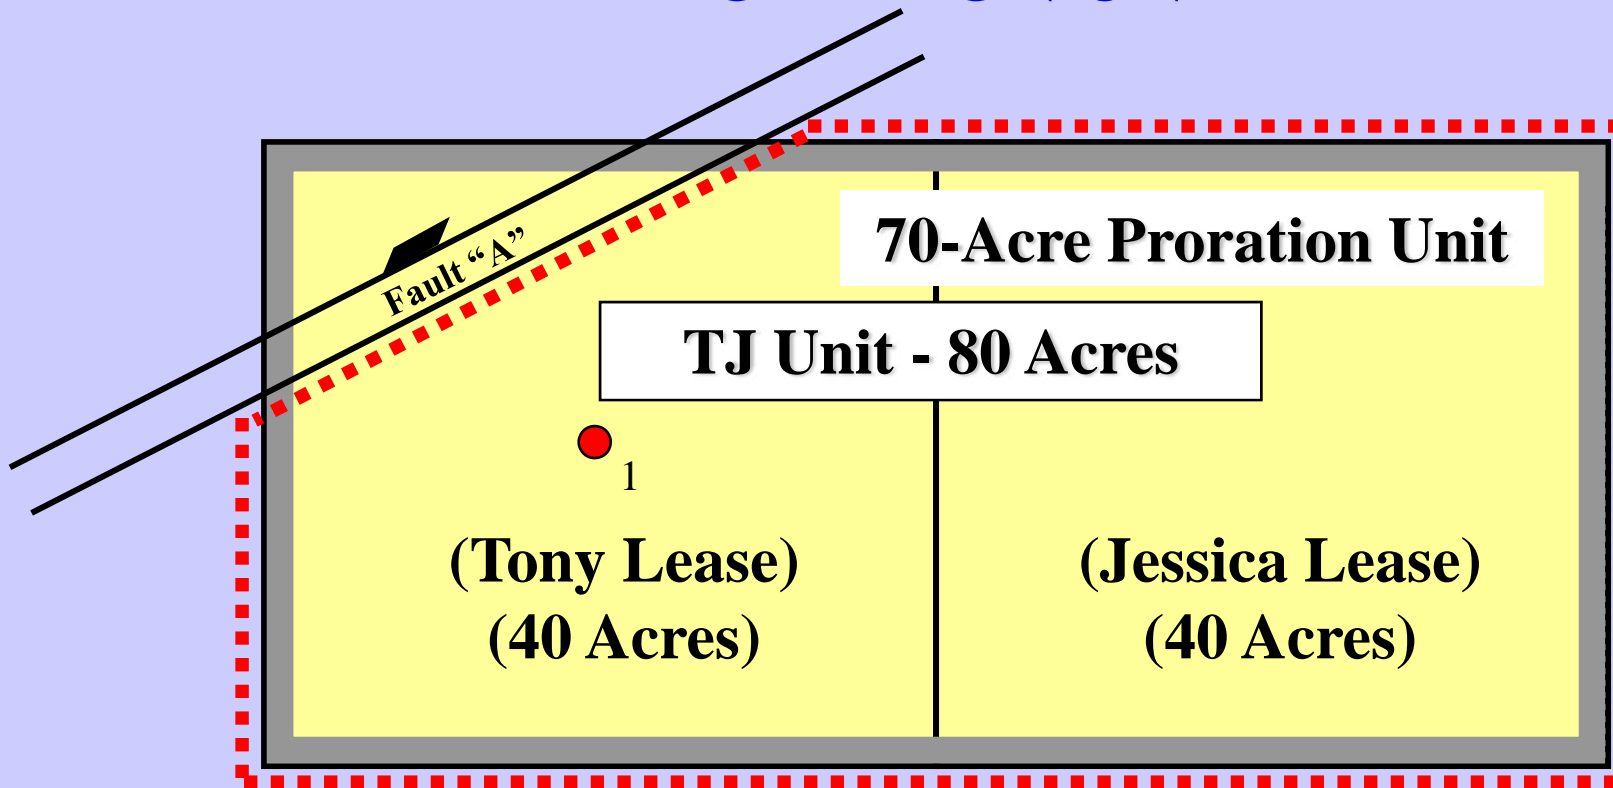 70-Acre Proration Unit
Fault “A”
TJ Unit - 80 Acres
1
(Tony Lease)
(40 Acres)
(Jessica Lease)
(40 Acres)